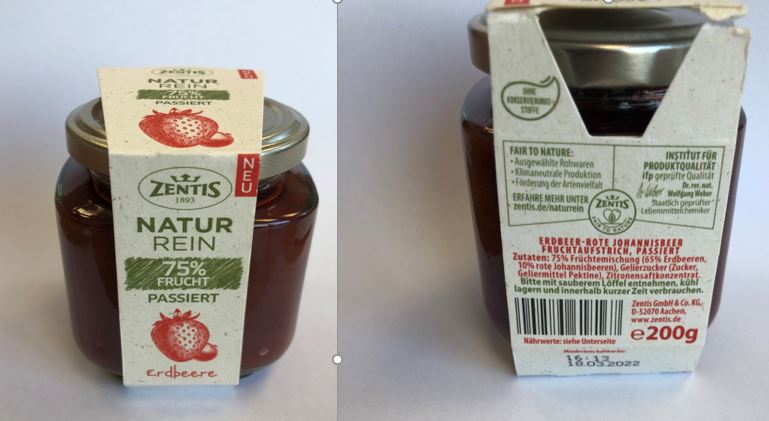 ZENTIS
NATUR
REIN
75%
FRUCHT
PASSIERT
NEU
ZENTIS
1893
NATUR
REIN
75%
FRUCHT
PASSIERT
Erdbeere
OHNE
KONSERVIERUNGS-
STOFFE
FAIR TO NATURE:
• Ausgewählte Rohwaren
• Klimaneutrale Produktion
• Förderung der Artenvielfalt
ERFAHRE MEHR UNTER
zentis.de/naturrein
ZENTIS
FAIR TO NATURE
INSTITUT FÜR
PRODUKTQUALITÄT
ifp geprüfte Qualität
Dr. rer. nat.
Wolfgang Weber
Staatlich geprüfter
Lebensmittelchemiker
ERDBEER-ROTE JOHANNISBEER
FRUCHTAUFSTRICH, PASSIERT
Zutaten: 75% Früchtemischung (65% Erdbeeren,
10% rote Johannisbeeren), Gelierzucker (Zucker,
Geliermittel Pektine), Zitronensaftkonzentrat.
Bitte mit sauberem Löffel entnehmen, kühl
lagern und innerhalb kurzer Zeit verbrauchen.
Zentis GmbH & Co. KG,
D-52070 Aachen,
www.zentis.de
e200g
Nährwerte: siehe Unterseite
Mindestens haltbar bis:
16:13
18.03.2022